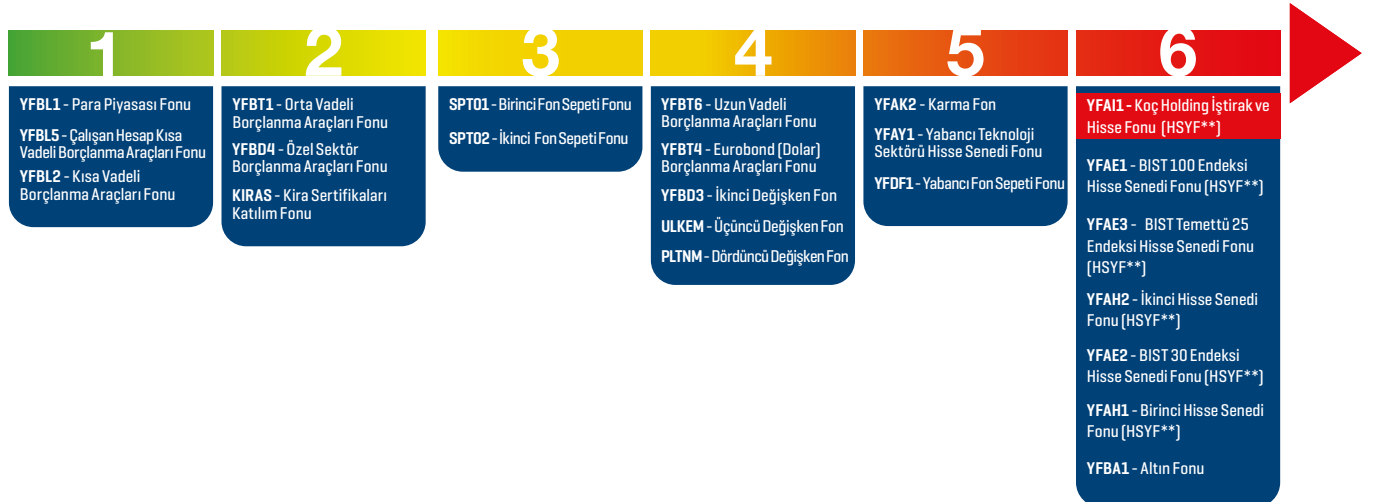 1
YFBL1 - Para Piyasası Fonu
YFBL5 - Çalışan Hesap Kısa
Vadeli Borçlanma Araçları Fonu
YFBL2 - Kısa Vadeli
Borçlanma Araçları Fonu
2
YFBT1 - Orta Vadeli
Borçlanma Araçları Fonu
YFBD4 - Özel Sektör
Borçlanma Araçları Fonu
KIRAS - Kira Sertifikaları
Katılım Fonu
3
SPT01 - Birinci Fon Sepeti Fonu
SPT02 - İkinci Fon Sepeti Fonu
4
YFBT6 - Uzun Vadeli
Borçlanma Araçları Fonu
YFBT4 - Eurobond (Dolar)
Borçlanma Araçları Fonu
YFBD3 - İkinci Değişken Fon
ULKEM - Üçüncü Değişken Fon
PLTNM - Dördüncü Değişken Fon
5
YFAK2 - Karma Fon
YFAY1 - Yabancı Teknoloji
Sektörü Hisse Senedi Fonu
YFDF1 - Yabancı Fon Sepeti Fonu
6
YFAI1 - Koç Holding İştirak ve
Hisse Fonu (HSYF**)
YFAE1 - BIST 100 Endeksi
Hisse Senedi Fonu (HSYF**)
YFAE3 - BIST Temettü 25
Endeksi Hisse Senedi Fonu
(HSYF**)
YFAH2 - İkinci Hisse Senedi
Fonu (HSYF**)
YFAE2 - BIST 30 Endeksi
Hisse Senedi Fonu (HSYF**)
YFAH1 - Birinci Hisse Senedi
Fonu (HSYF**)
YFBA1 - Altın Fonu